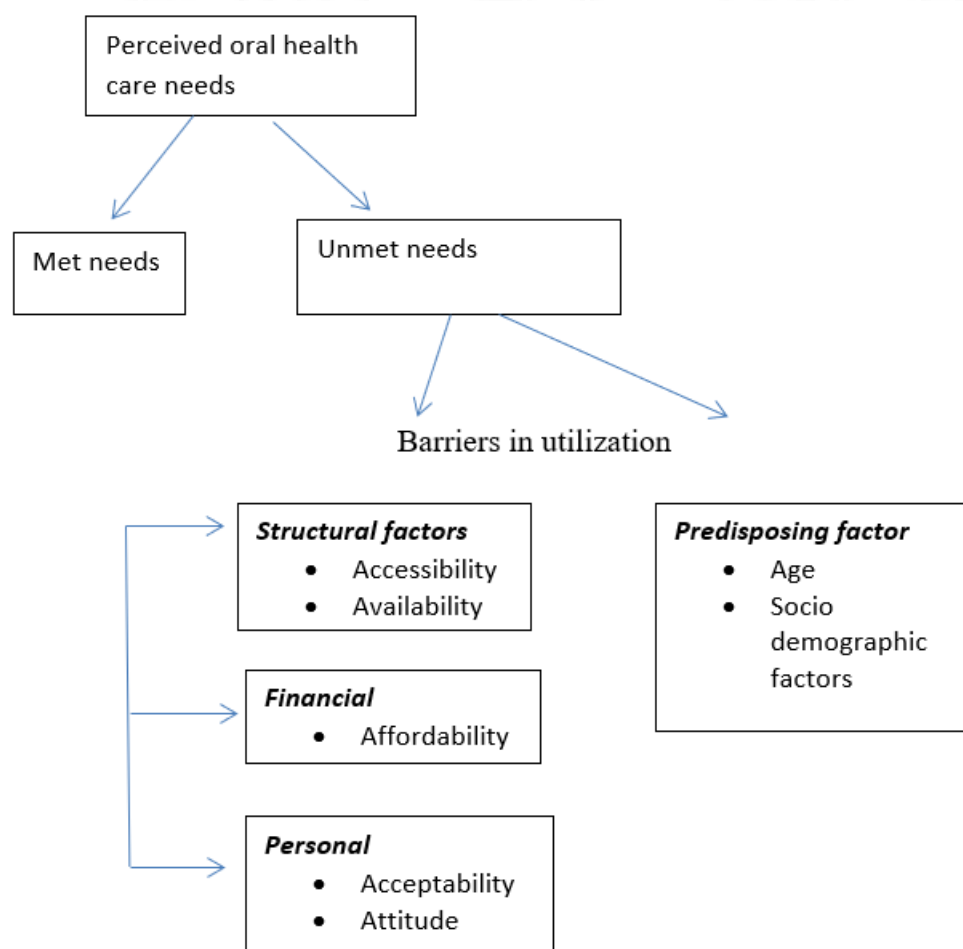 Perceived oral health
care needs
Met needs
Unmet needs
Barriers in utilization
Structural factors
• Accessibility
• Availability
Predisposing factor
• Age
• Socio
demographic
factors
Financial
• Affordability
Personal
• Acceptability
• Attitude